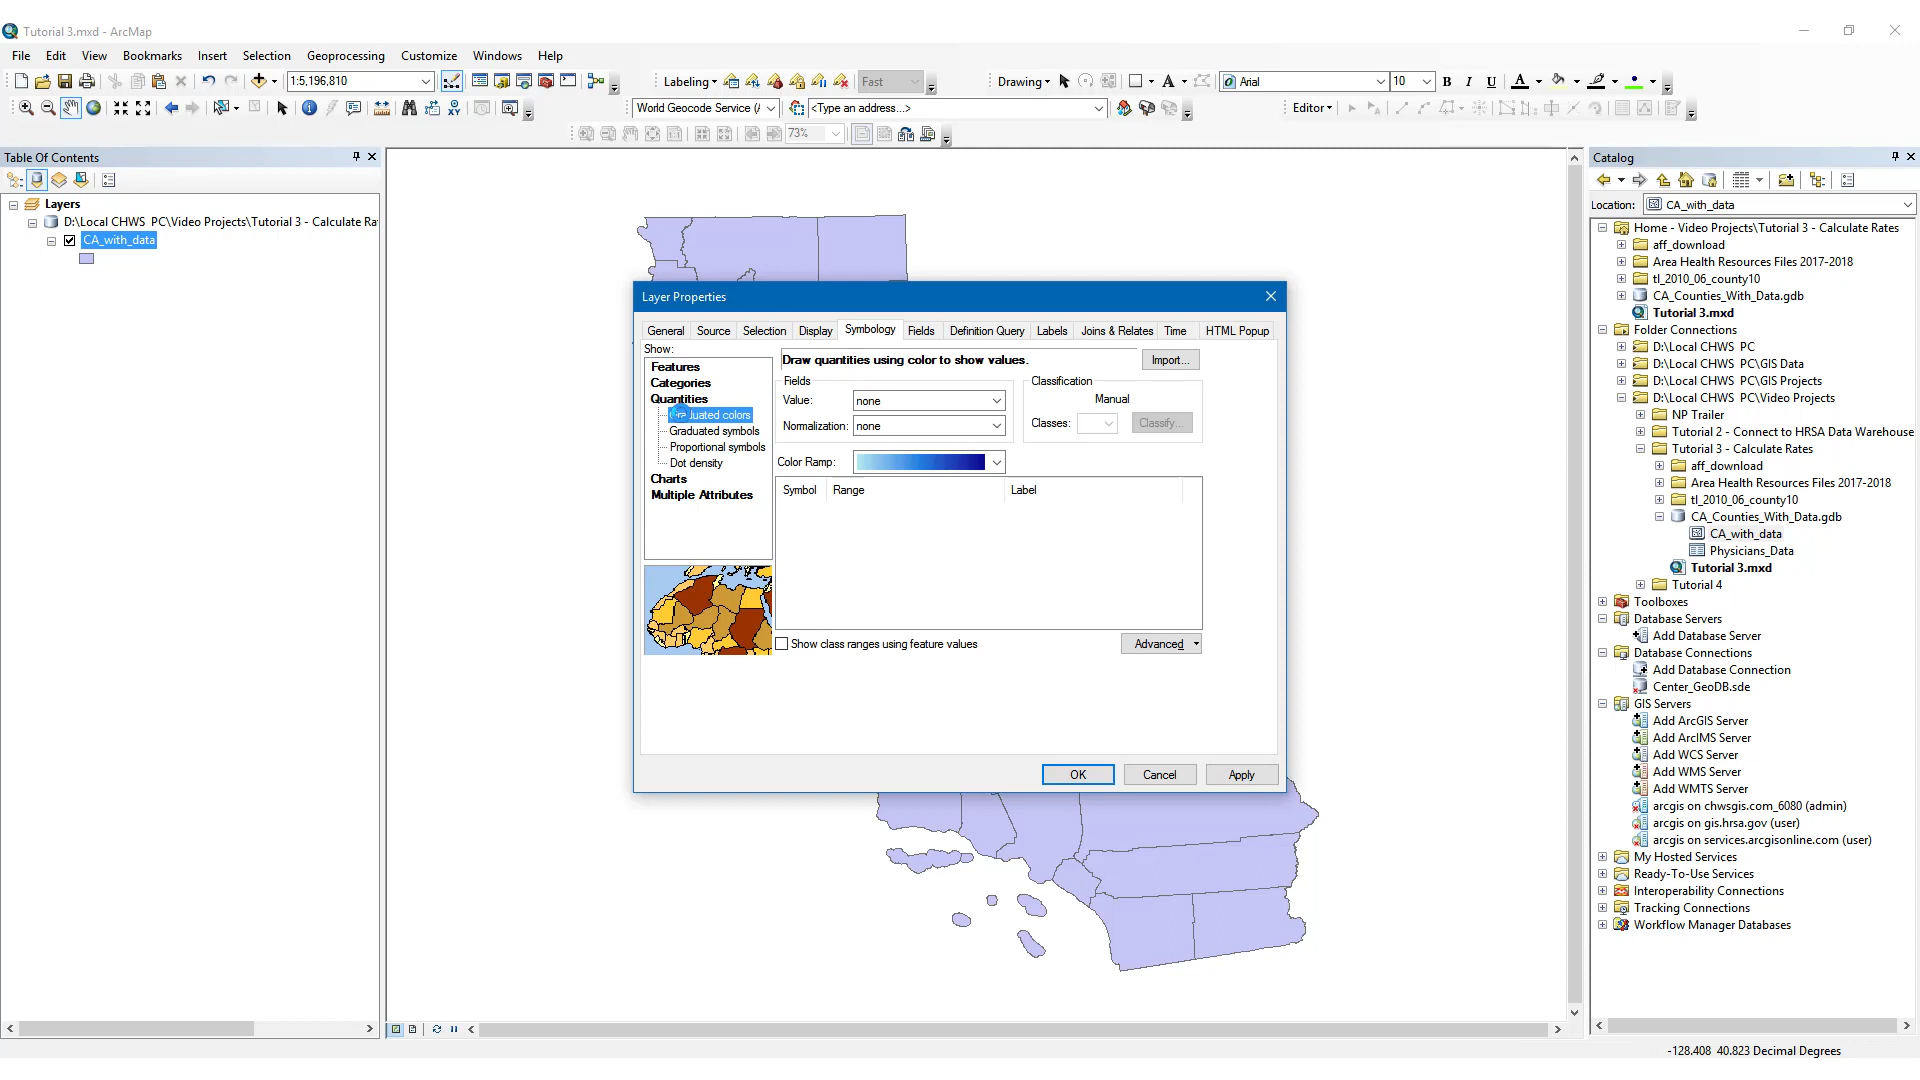 Tutorial 3.mxd - ArcMap
File Edit View Bookmarks Insert Selection Geoprocessing Customize Windows Help
1:5,196,810 Labeling Fast Drawing Arial 10 B I U A
World Geocode Service (A <Type an address...> Editor
73%
Table Of Contents
Layers
D:\Local CHWS PC\Video Projects\Tutorial 3 - Calculate Rat
CA_with_data
Layer Properties
General Source Selection Display Symbology Fields Definition Query Labels Joins & Relates Time HTML Popup
Show:
Features
Categories
Quantities
Graduated colors
Graduated symbols
Proportional symbols
Dot density
Charts
Multiple Attributes
Draw quantities using color to show values.
Import...
Fields
Value: none
Normalization: none
Classification
Manual
Classes: Classify...
Color Ramp:
Symbol Range Label
Show class ranges using feature values
Advanced
OK Cancel Apply
Catalog
Location: CA_with_data
Home - Video Projects\Tutorial 3 - Calculate Rates
aff_download
Area Health Resources Files 2017-2018
tl_2010_06_county10
CA_Counties_With_Data.gdb
Tutorial 3.mxd
Folder Connections
D:\Local CHWS PC
D:\Local CHWS PC\GIS Data
D:\Local CHWS PC\GIS Projects
D:\Local CHWS PC\Video Projects
NP Trailer
Tutorial 2 - Connect to HRSA Data Warehouse
Tutorial 3 - Calculate Rates
aff_download
Area Health Resources Files 2017-2018
tl_2010_06_county10
CA_Counties_With_Data.gdb
CA_with_data
Physicians_Data
Tutorial 3.mxd
Tutorial 4
Toolboxes
Database Servers
Add Database Server
Database Connections
Add Database Connection
Center_GeoDB.sde
GIS Servers
Add ArcGIS Server
Add ArcIMS Server
Add WCS Server
Add WMS Server
Add WMTS Server
arcgis on chwsgis.com_6080 (admin)
arcgis on gis.hrsa.gov (user)
arcgis on services.arcgisonline.com (user)
My Hosted Services
Ready-To-Use Services
Interoperability Connections
Tracking Connections
Workflow Manager Databases
-128.408 40.823 Decimal Degrees